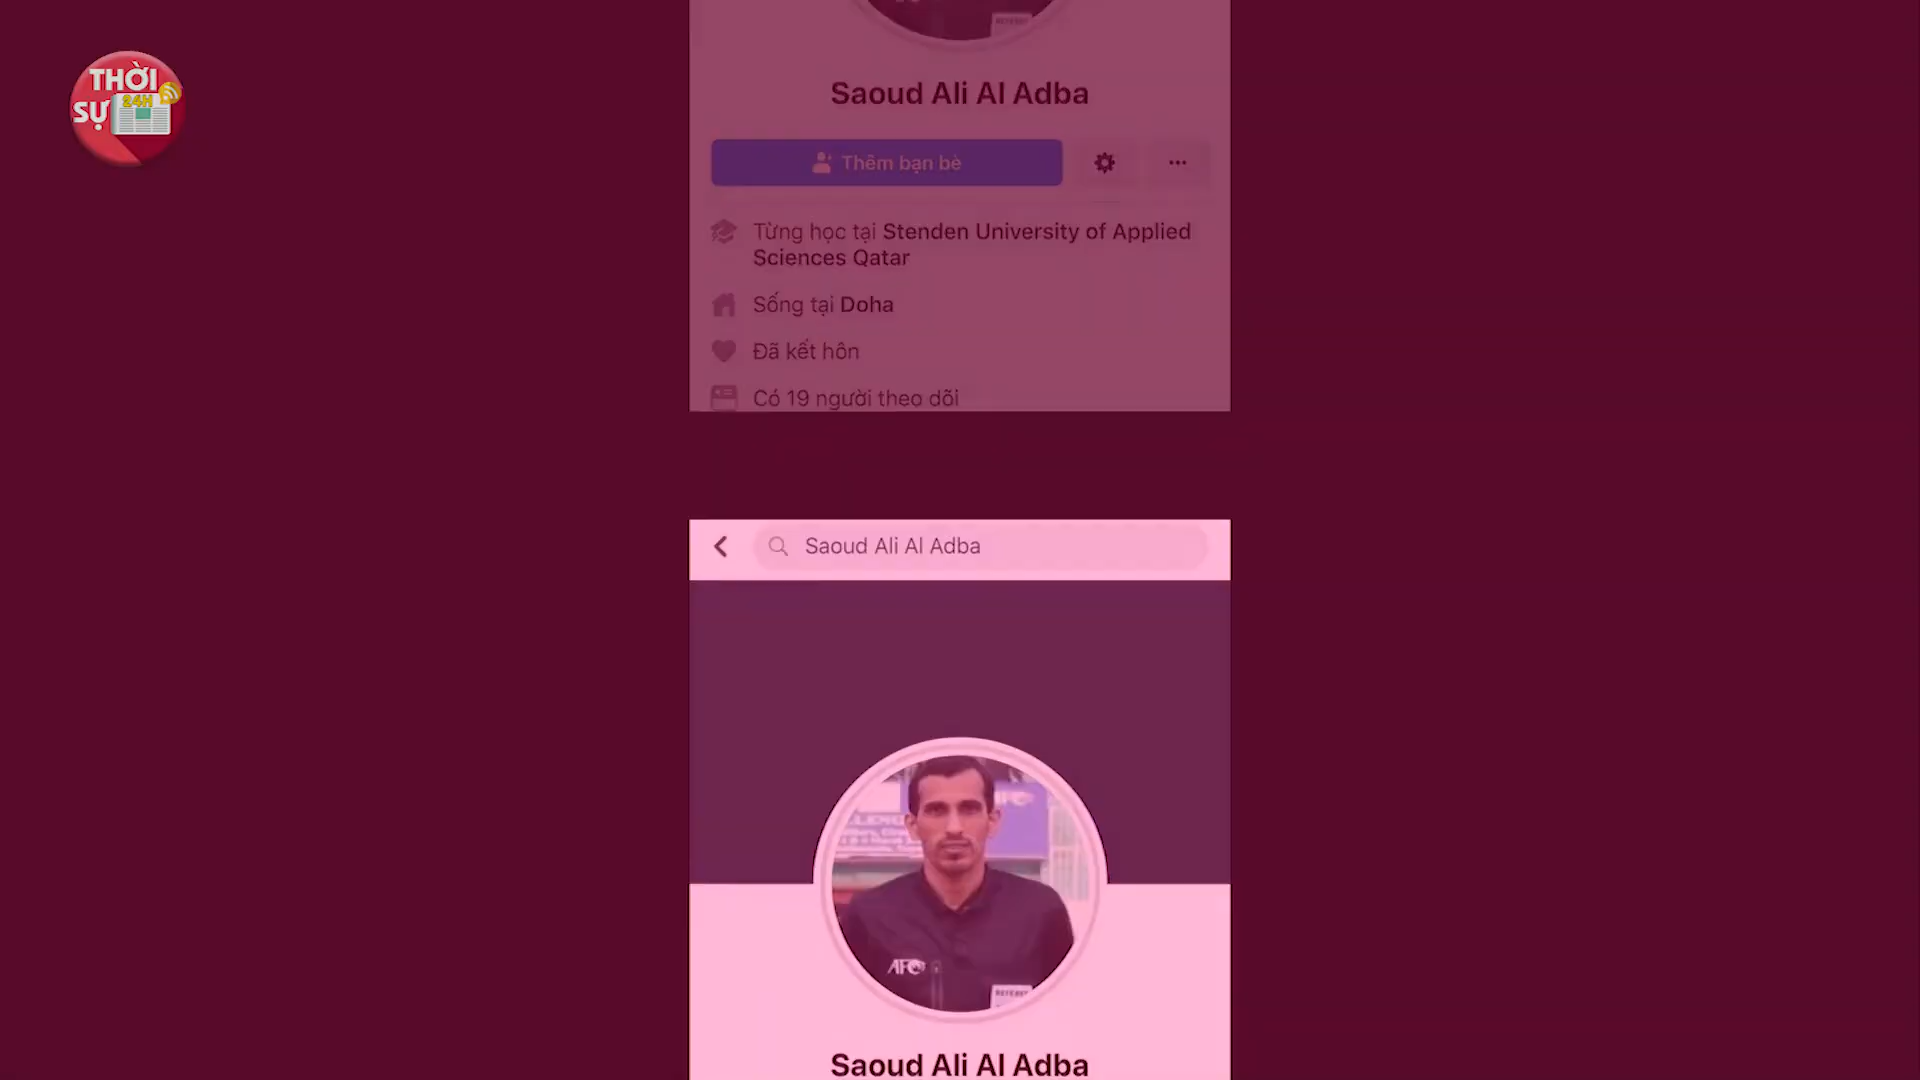 THỜI
SỰ 24H
REFEREE
Saoud Ali Al Adba
Thêm bạn bè
Từng học tại Stenden University of Applied
Sciences Qatar
Sống tại Doha
Đã kết hôn
Có 19 người theo dõi
Saoud Ali Al Adba
AFC
REFEREE
Saoud Ali Al Adba